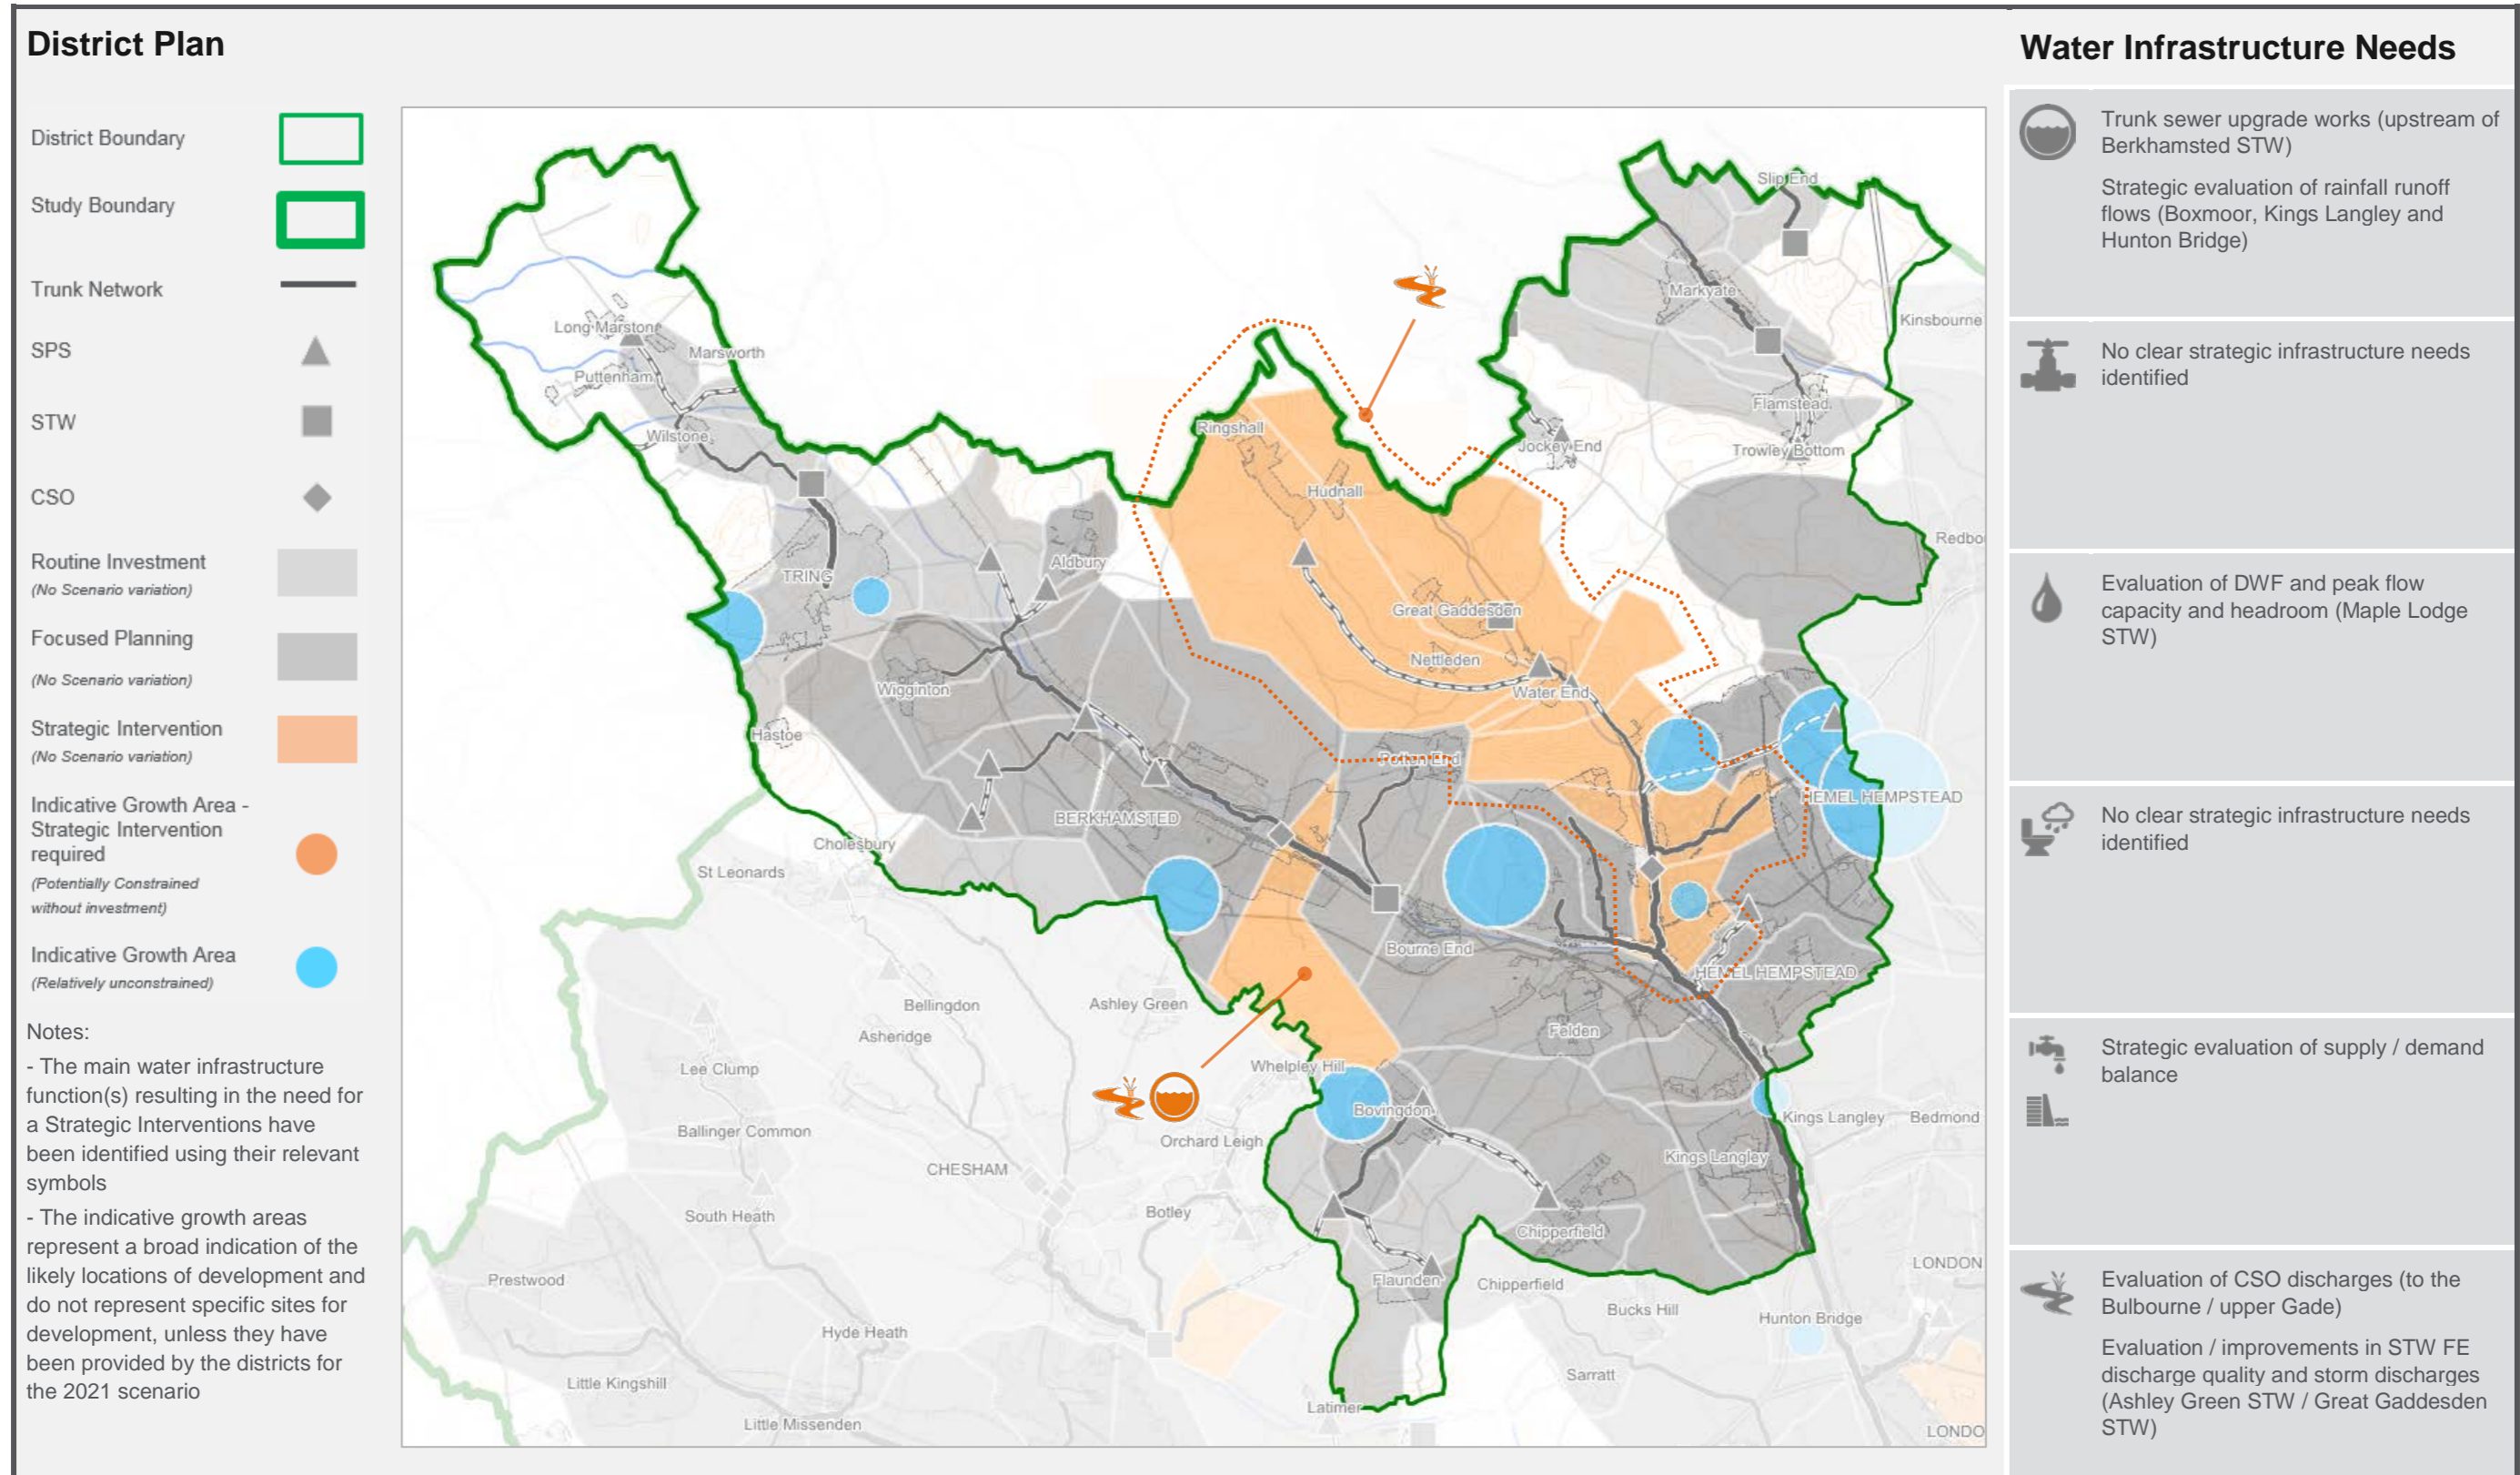 District Plan
District Boundary
Study Boundary
Trunk Network
SPS
STW
CSO
Routine Investment
(No Scenario variation)
Focused Planning
(No Scenario variation)
Strategic Intervention
(No Scenario variation)
Indicative Growth Area -
Strategic Intervention
required
(Potentially Constrained
without investment)
Indicative Growth Area
(Relatively unconstrained)
Notes:
- The main water infrastructure
function(s) resulting in the need for
a Strategic Interventions have
been identified using their relevant
symbols
- The indicative growth areas
represent a broad indication of the
likely locations of development and
do not represent specific sites for
development, unless they have
been provided by the districts for
the 2021 scenario
Slip End
Markyate
Kinsbourne
Long Marston
Marsworth
Puttenham
Flamstead
Wilstone
Ringshall
Jockey End
Trowley Bottom
Hudnall
Redbo
Aldbury
TRING
Great Gaddesden
Nettleden
Wigginton
Water End
Hastoe
Potten End
HEMEL HEMPSTEAD
BERKHAMSTED
Cholesbury
St Leonards
Bourne End
HEMEL HEMPSTEAD
Bellingdon
Ashley Green
Asheridge
Felden
Lee Clump
Whelpley Hill
Bovingdon
Kings Langley
Bedmond
Ballinger Common
Orchard Leigh
Kings Langley
CHESHAM
South Heath
Botley
Chipperfield
LONDON
Prestwood
Flaunden
Chipperfield
Bucks Hill
Hunton Bridge
Hyde Heath
Little Kingshill
Sarratt
Latimer
Little Missenden
LONDO
Water Infrastructure Needs
Trunk sewer upgrade works (upstream of
Berkhamsted STW)
Strategic evaluation of rainfall runoff
flows (Boxmoor, Kings Langley and
Hunton Bridge)
No clear strategic infrastructure needs
identified
Evaluation of DWF and peak flow
capacity and headroom (Maple Lodge
STW)
No clear strategic infrastructure needs
identified
Strategic evaluation of supply / demand
balance
Evaluation of CSO discharges (to the
Bulbourne / upper Gade)
Evaluation / improvements in STW FE
discharge quality and storm discharges
(Ashley Green STW / Great Gaddesden
STW)